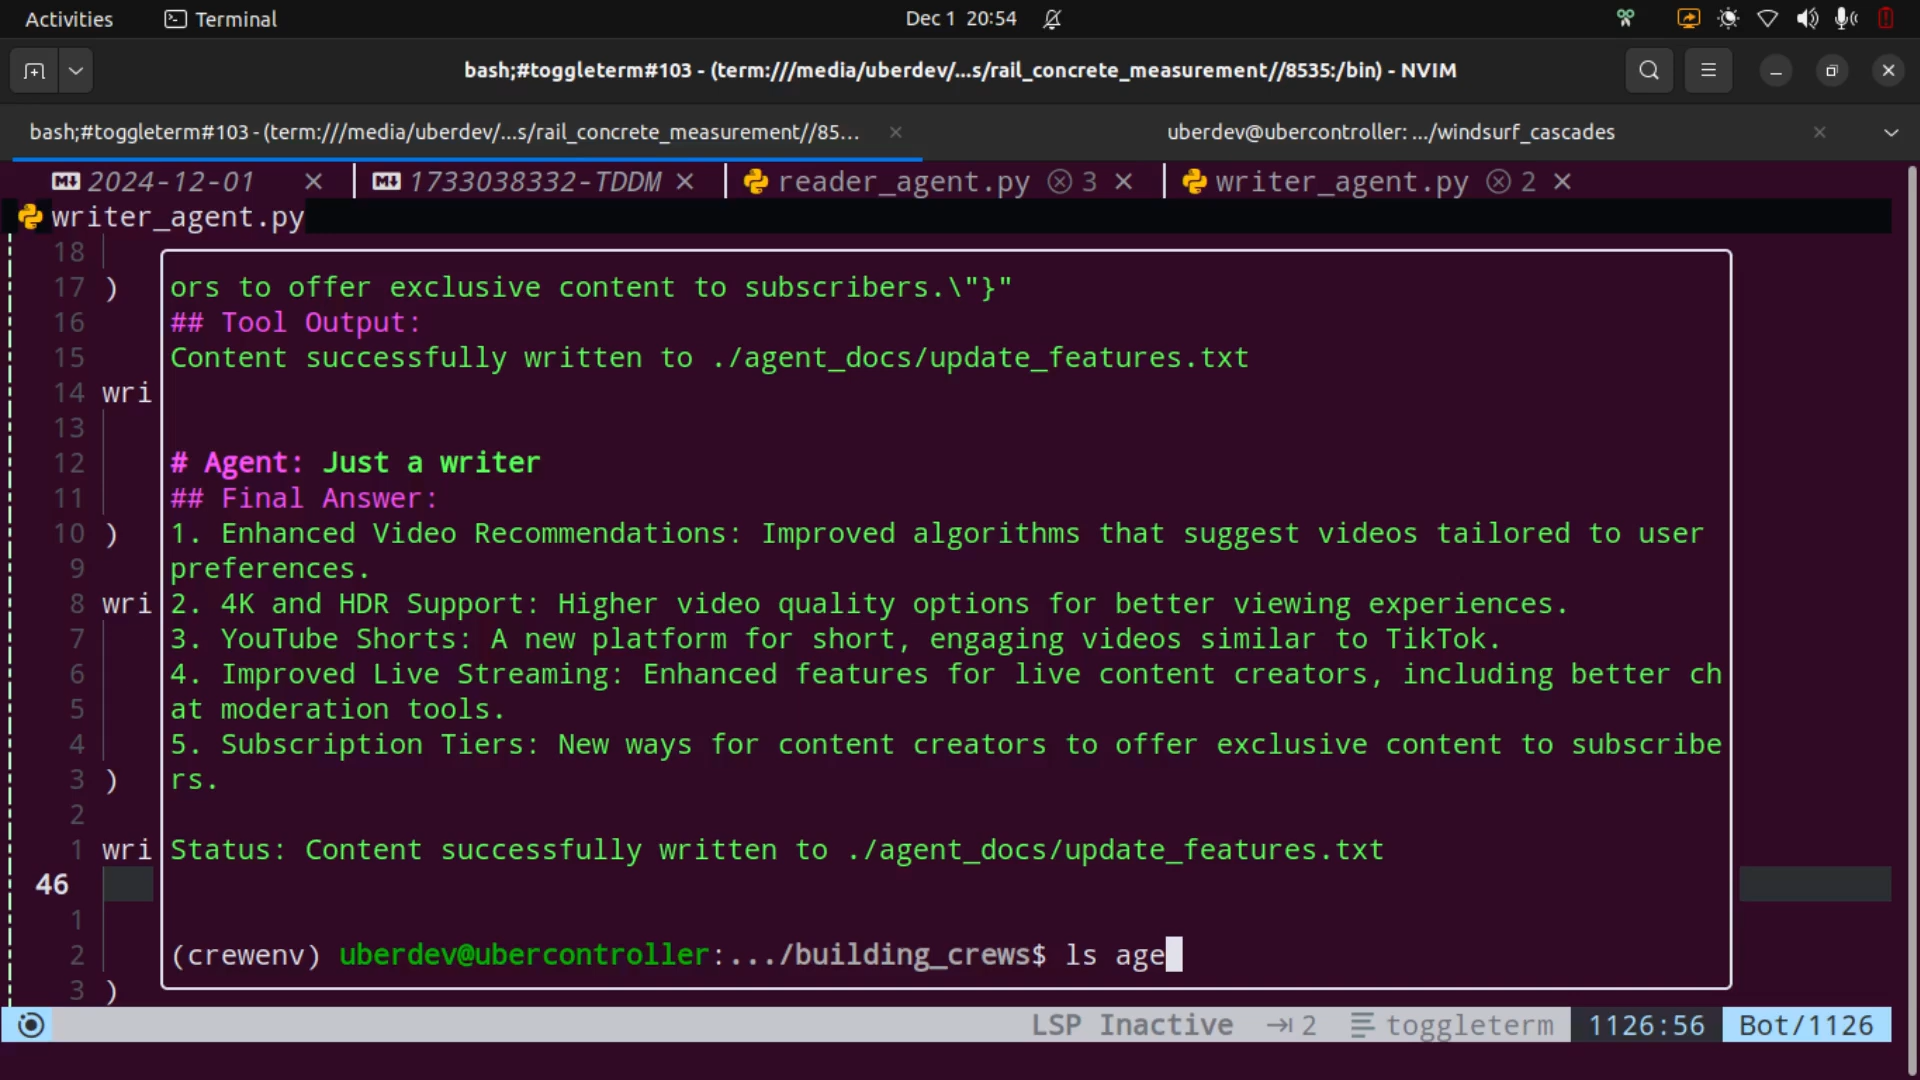 Activities Terminal Dec 1 20:54
bash;#toggleterm#103 - (term:///media/uberdev/...s/rail_concrete_measurement//8535:/bin) - NVIM
bash;#toggleterm#103 - (term:///media/uberdev/...s/rail_concrete_measurement//85... × uberdev@ubercontroller: .../windsurf_cascades ×
2024-12-01 × 1733038332-TDDM × reader_agent.py 3 × writer_agent.py 2 ×
writer_agent.py
18
17 ) ors to offer exclusive content to subscribers.\"}"
16 ## Tool Output:
15 Content successfully written to ./agent_docs/update_features.txt
14 wri
13
12 # Agent: Just a writer
11 ## Final Answer:
10 ) 1. Enhanced Video Recommendations: Improved algorithms that suggest videos tailored to user
9 preferences.
8 wri 2. 4K and HDR Support: Higher video quality options for better viewing experiences.
7 3. YouTube Shorts: A new platform for short, engaging videos similar to TikTok.
6 4. Improved Live Streaming: Enhanced features for live content creators, including better ch
5 at moderation tools.
4 5. Subscription Tiers: New ways for content creators to offer exclusive content to subscribe
3 ) rs.
2
1 wri Status: Content successfully written to ./agent_docs/update_features.txt
46
1
2 (crewenv) uberdev@ubercontroller:.../building_crews$ ls age
3 )
LSP Inactive 2 toggleterm 1126:56 Bot/1126